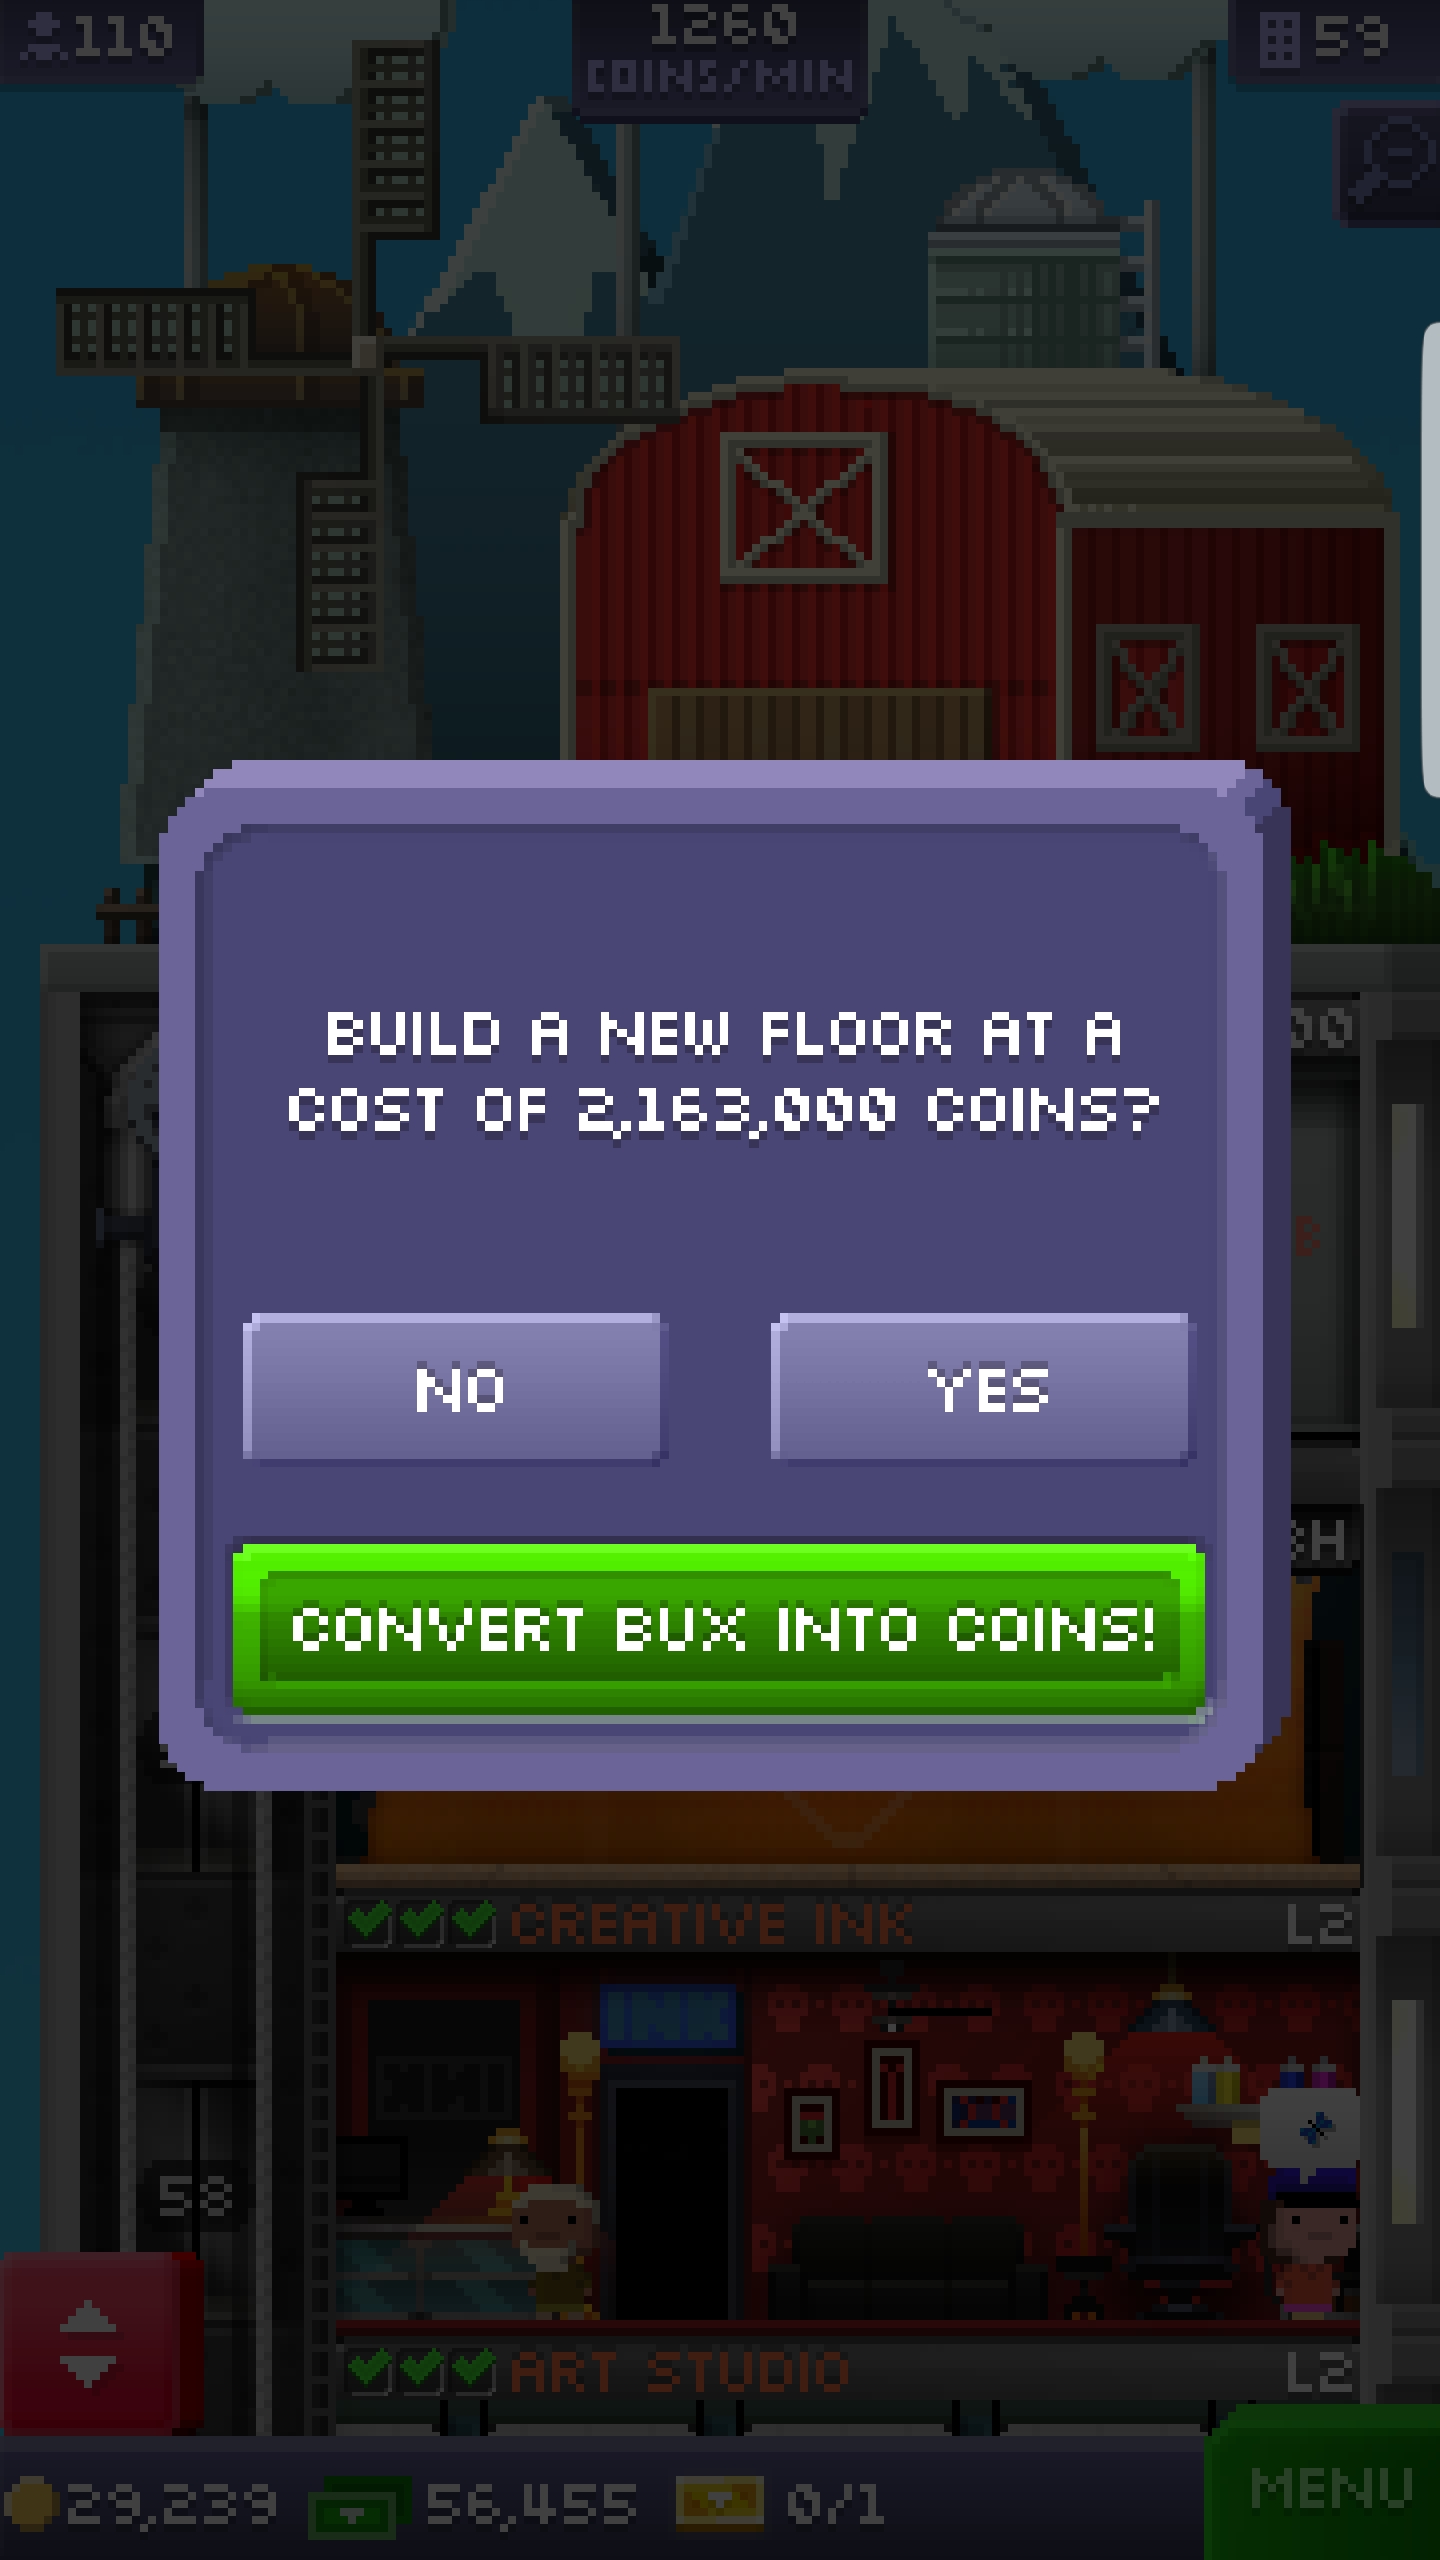 110
1260
COINS/MIN
59
BUILD A NEW FLOOR AT A
COST OF 2,163,000 COINS?
NO
YES
CONVERT BUX INTO COINS!
CREATIVE INK
L2
INK
58
ART STUDIO
L2
29,239
56,455
0/1
MENU